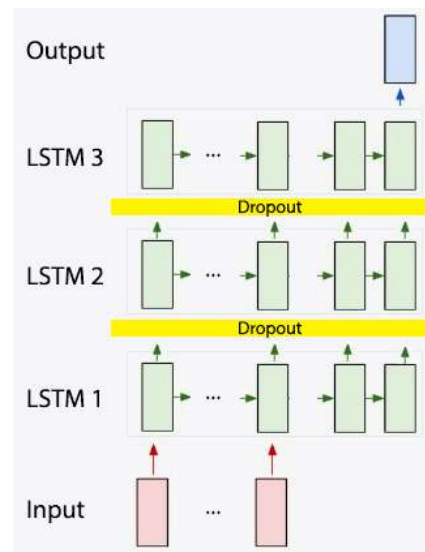 Output
LSTM 3
...
Dropout
LSTM 2
...
Dropout
LSTM 1
...
Input
...